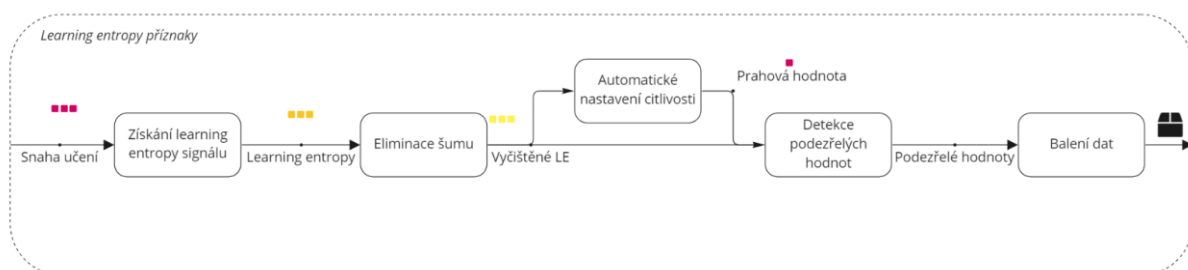 Learning entropy příznaky
Snaha učení
Získání learning
entropy signálu
Learning entropy
Eliminace šumu
Vyčištěné LE
Automatické
nastavení citlivosti
Prahová hodnota
Detekce
podezřelých
hodnot
Podezřelé hodnoty
Balení dat